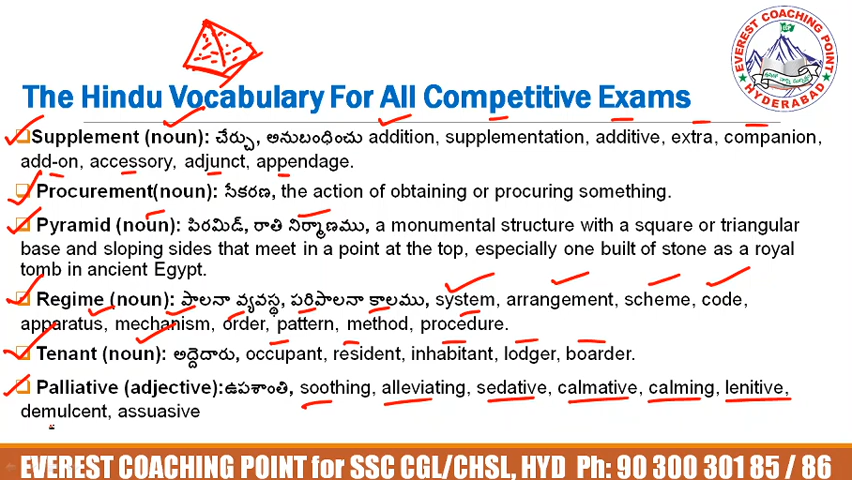 EVEREST COACHING POINT
HYDERABAD
The Hindu Vocabulary For All Competitive Exams
Supplement (noun): చేర్చు, అనుబంధించు addition, supplementation, additive, extra, companion,
add-on, accessory, adjunct, appendage.
Procurement(noun): సేకరణ, the action of obtaining or procuring something.
Pyramid (noun): పిరమిడ్, రాతి నిర్మాణము, a monumental structure with a square or triangular
base and sloping sides that meet in a point at the top, especially one built of stone as a royal
tomb in ancient Egypt.
Regime (noun): పాలనా వ్యవస్థ, పరిపాలనా కాలము, system, arrangement, scheme, code,
apparatus, mechanism, order, pattern, method, procedure.
Tenant (noun): అద్దెదారు, occupant, resident, inhabitant, lodger, boarder.
Palliative (adjective):ఉపశాంతి, soothing, alleviating, sedative, calmative, calming, lenitive,
demulcent, assuasive
EVEREST COACHING POINT for SSC CGL/CHSL, HYD Ph: 90 300 301 85 / 86